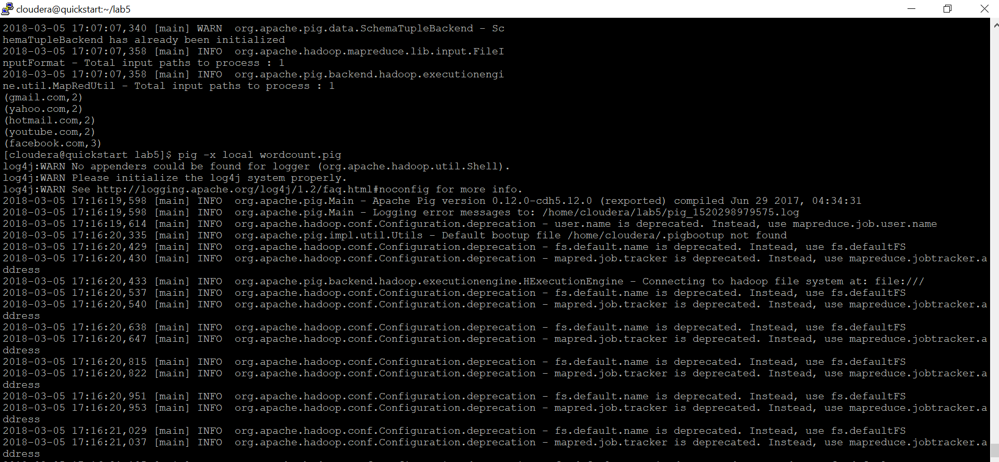 cloudera@quickstart:~/lab5
2018-03-05 17:07:07,340 [main] WARN  org.apache.pig.data.SchemaTupleBackend - Sc
hemaTupleBackend has already been initialized
2018-03-05 17:07:07,358 [main] INFO  org.apache.hadoop.mapreduce.lib.input.FileI
nputFormat - Total input paths to process : 1
2018-03-05 17:07:07,358 [main] INFO  org.apache.pig.backend.hadoop.executionengi
ne.util.MapRedUtil - Total input paths to process : 1
(gmail.com,2)
(yahoo.com,2)
(hotmail.com,2)
(youtube.com,2)
(facebook.com,3)
[cloudera@quickstart lab5]$ pig -x local wordcount.pig
log4j:WARN No appenders could be found for logger (org.apache.hadoop.util.Shell).
log4j:WARN Please initialize the log4j system properly.
log4j:WARN See http://logging.apache.org/log4j/1.2/faq.html#noconfig for more info.
2018-03-05 17:16:19,598 [main] INFO  org.apache.pig.Main - Apache Pig version 0.12.0-cdh5.12.0 (rexported) compiled Jun 29 2017, 04:34:31
2018-03-05 17:16:19,598 [main] INFO  org.apache.pig.Main - Logging error messages to: /home/cloudera/lab5/pig_1520298979575.log
2018-03-05 17:16:19,614 [main] INFO  org.apache.hadoop.conf.Configuration.deprecation - user.name is deprecated. Instead, use mapreduce.job.user.name
2018-03-05 17:16:20,335 [main] INFO  org.apache.pig.impl.util.Utils - Default bootup file /home/cloudera/.pigbootup not found
2018-03-05 17:16:20,429 [main] INFO  org.apache.hadoop.conf.Configuration.deprecation - fs.default.name is deprecated. Instead, use fs.defaultFS
2018-03-05 17:16:20,430 [main] INFO  org.apache.hadoop.conf.Configuration.deprecation - mapred.job.tracker is deprecated. Instead, use mapreduce.jobtracker.a
ddress
2018-03-05 17:16:20,433 [main] INFO  org.apache.pig.backend.hadoop.executionengine.HExecutionEngine - Connecting to hadoop file system at: file:///
2018-03-05 17:16:20,537 [main] INFO  org.apache.hadoop.conf.Configuration.deprecation - fs.default.name is deprecated. Instead, use fs.defaultFS
2018-03-05 17:16:20,540 [main] INFO  org.apache.hadoop.conf.Configuration.deprecation - mapred.job.tracker is deprecated. Instead, use mapreduce.jobtracker.a
ddress
2018-03-05 17:16:20,638 [main] INFO  org.apache.hadoop.conf.Configuration.deprecation - fs.default.name is deprecated. Instead, use fs.defaultFS
2018-03-05 17:16:20,647 [main] INFO  org.apache.hadoop.conf.Configuration.deprecation - mapred.job.tracker is deprecated. Instead, use mapreduce.jobtracker.a
ddress
2018-03-05 17:16:20,815 [main] INFO  org.apache.hadoop.conf.Configuration.deprecation - fs.default.name is deprecated. Instead, use fs.defaultFS
2018-03-05 17:16:20,822 [main] INFO  org.apache.hadoop.conf.Configuration.deprecation - mapred.job.tracker is deprecated. Instead, use mapreduce.jobtracker.a
ddress
2018-03-05 17:16:20,951 [main] INFO  org.apache.hadoop.conf.Configuration.deprecation - fs.default.name is deprecated. Instead, use fs.defaultFS
2018-03-05 17:16:20,953 [main] INFO  org.apache.hadoop.conf.Configuration.deprecation - mapred.job.tracker is deprecated. Instead, use mapreduce.jobtracker.a
ddress
2018-03-05 17:16:21,029 [main] INFO  org.apache.hadoop.conf.Configuration.deprecation - fs.default.name is deprecated. Instead, use fs.defaultFS
2018-03-05 17:16:21,037 [main] INFO  org.apache.hadoop.conf.Configuration.deprecation - mapred.job.tracker is deprecated. Instead, use mapreduce.jobtracker.a
ddress